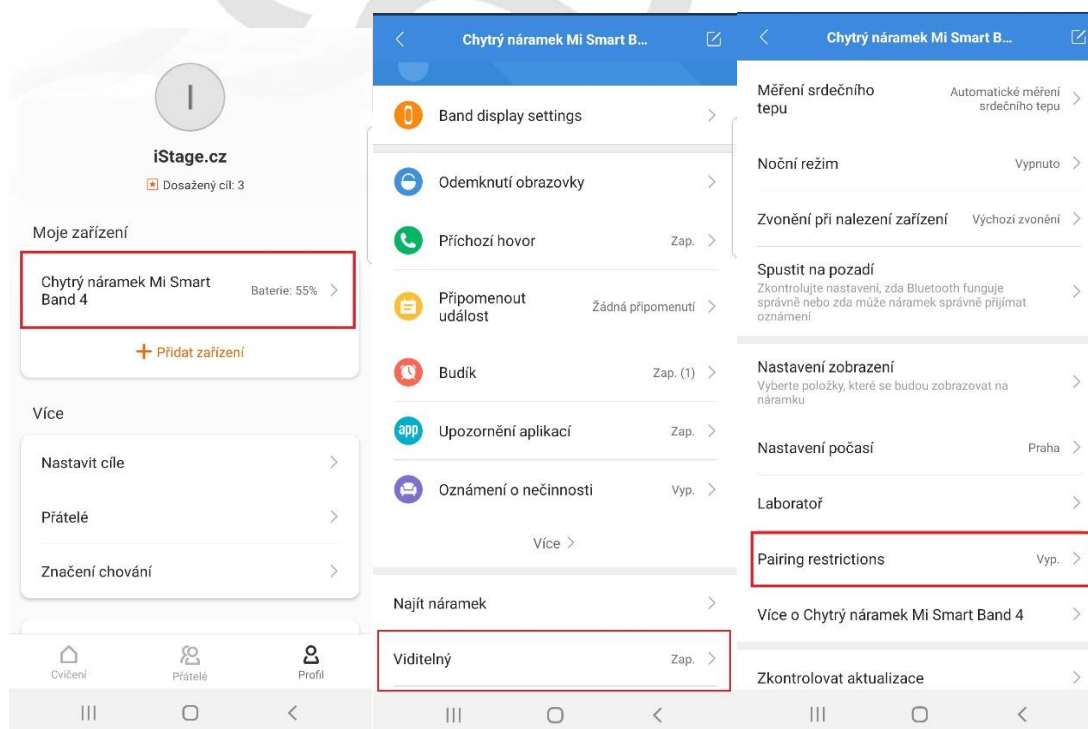 I
iStage.cz
Dosažený cíl: 3
Moje zařízení
Chytrý náramek Mi Smart
Band 4
Baterie: 55%
+ Přidat zařízení
Více
Nastavit cíle
Přátelé
Značení chování
Cvičení
Přátelé
Profil
Chytrý náramek Mi Smart B...
Band display settings
Odemknutí obrazovky
Příchozí hovor
Zap.
Připomenout
událost
Žádná připomenutí
Budík
Zap. (1)
app
Upozornění aplikací
Zap.
Oznámení o nečinnosti
Vyp.
Více
Najít náramek
Viditelný
Zap.
Chytrý náramek Mi Smart B...
Měření srdečního
tepu
Automatické měření
srdečního tepu
Noční režim
Vypnuto
Zvonění při nalezení zařízení
Výchozí zvonění
Spustit na pozadí
Zkontrolujte nastavení, zda Bluetooth funguje
správně nebo zda může náramek správně přijímat
oznámení
Nastavení zobrazení
Vyberte položky, které se budou zobrazovat na
náramku
Nastavení počasí
Praha
Laboratoř
Pairing restrictions
Vyp.
Více o Chytrý náramek Mi Smart Band 4
Zkontrolovat aktualizace